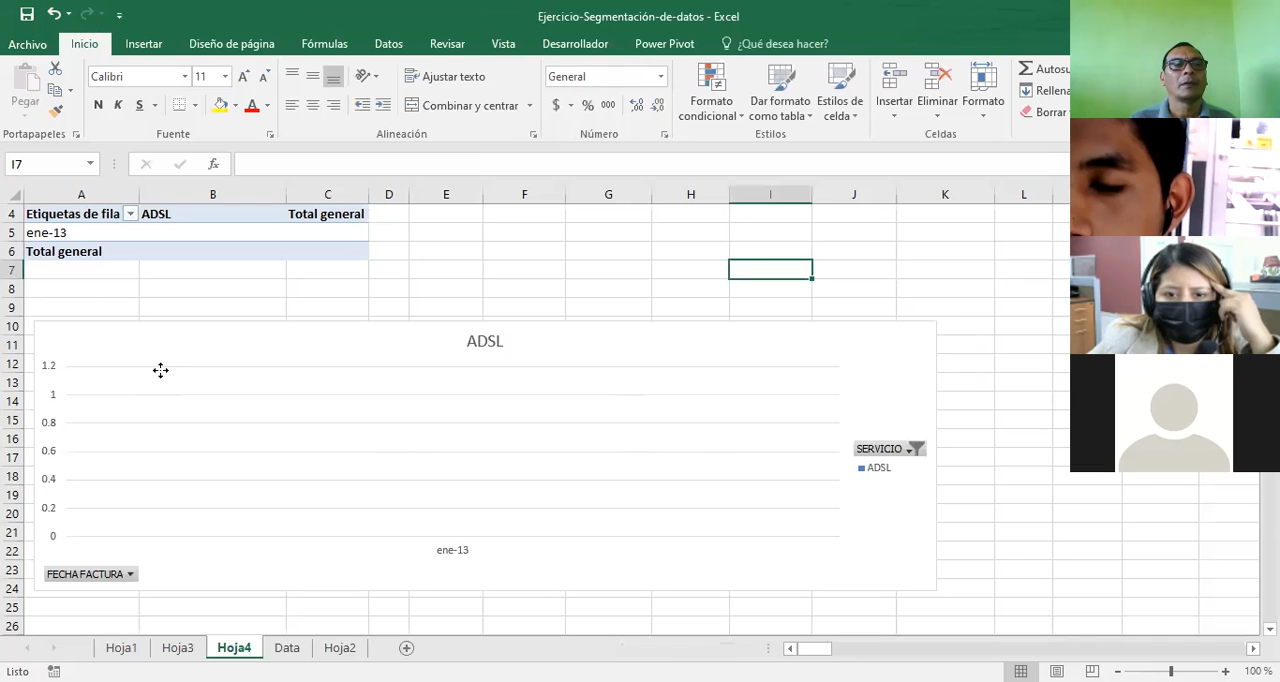 Ejercicio-Segmentación-de-datos - Excel
Archivo Inicio Insertar Diseño de página Fórmulas Datos Revisar Vista Desarrollador Power Pivot ¿Qué desea hacer?
Pegar
Calibri 11
N K S
Ajustar texto
Combinar y centrar
General
$ % 000
Formato condicional
Dar formato como tabla
Estilos de celda
Insertar Eliminar Formato
Autosu
Rellena
Borrar
Portapapeles Fuente Alineación Número Estilos Celdas
I7 fx
A B C D E F G H I J K L
4 Etiquetas de fila ADSL Total general
5 ene-13
6 Total general
7
8
9
10
11
12
13
14
15
16
17
18
19
20
21
22
23
24
25
26
ADSL
1.2
1
0.8
0.6
0.4
0.2
0
ene-13
SERVICIO
ADSL
FECHA FACTURA
Hoja1 Hoja3 Hoja4 Data Hoja2
Listo 100 %